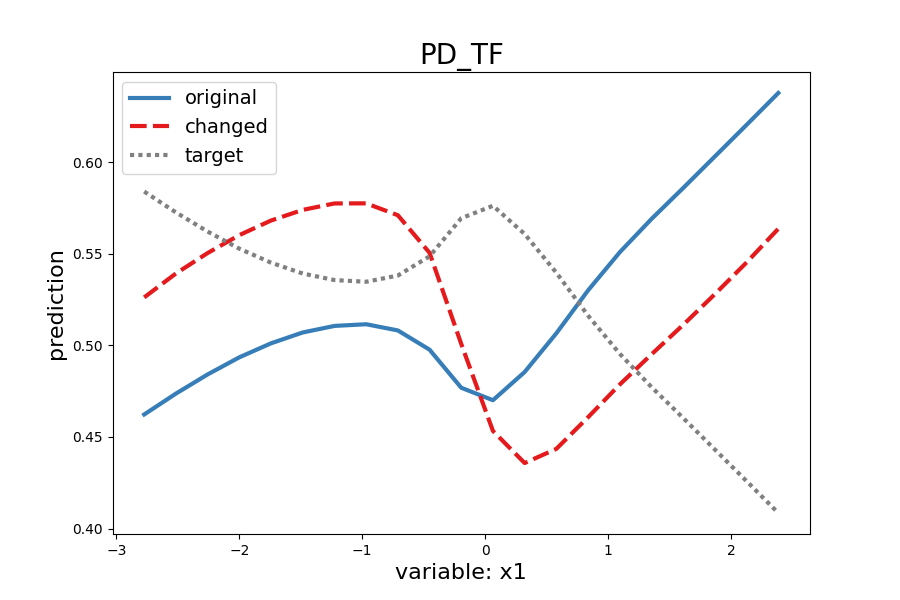 PD_TF
original
changed
target
prediction
0.60
0.55
0.50
0.45
0.40
−3
−2
−1
0
1
2
variable: x1